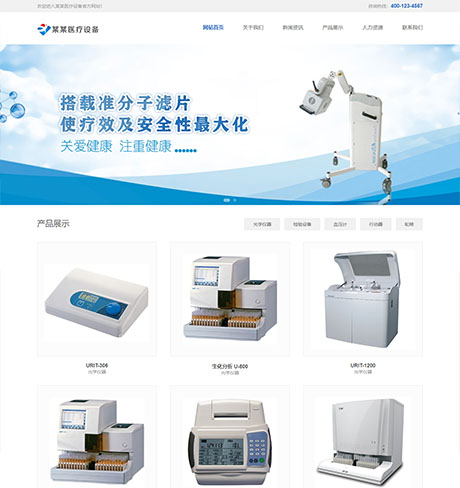 欢迎进入某某医疗设备官方网站！
咨询热线： 400-123-4567
某某医疗设备
网站首页 关于我们 新闻资讯 产品展示 人力资源 联系我们
搭载准分子滤片
使疗效及安全性最大化
关爱健康 注重健康
产品展示
光学仪器 检验设备 血压计 行动器 轮椅
URIT-306
光学仪器
生化分析 U-800
光学仪器
URIT-1200
光学仪器